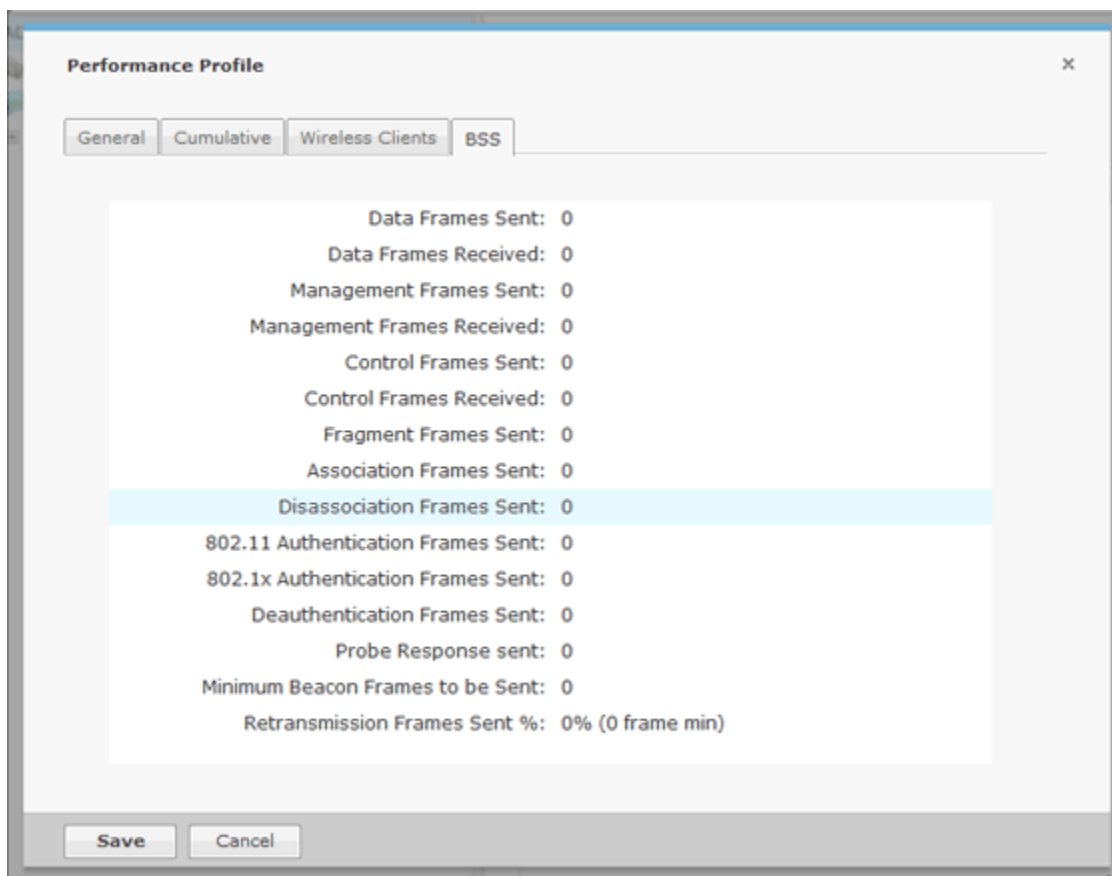 Performance Profile ×
General Cumulative Wireless Clients BSS
Data Frames Sent: 0
Data Frames Received: 0
Management Frames Sent: 0
Management Frames Received: 0
Control Frames Sent: 0
Control Frames Received: 0
Fragment Frames Sent: 0
Association Frames Sent: 0
Disassociation Frames Sent: 0
802.11 Authentication Frames Sent: 0
802.1x Authentication Frames Sent: 0
Deauthentication Frames Sent: 0
Probe Response sent: 0
Minimum Beacon Frames to be Sent: 0
Retransmission Frames Sent %: 0% (0 frame min)
Save Cancel